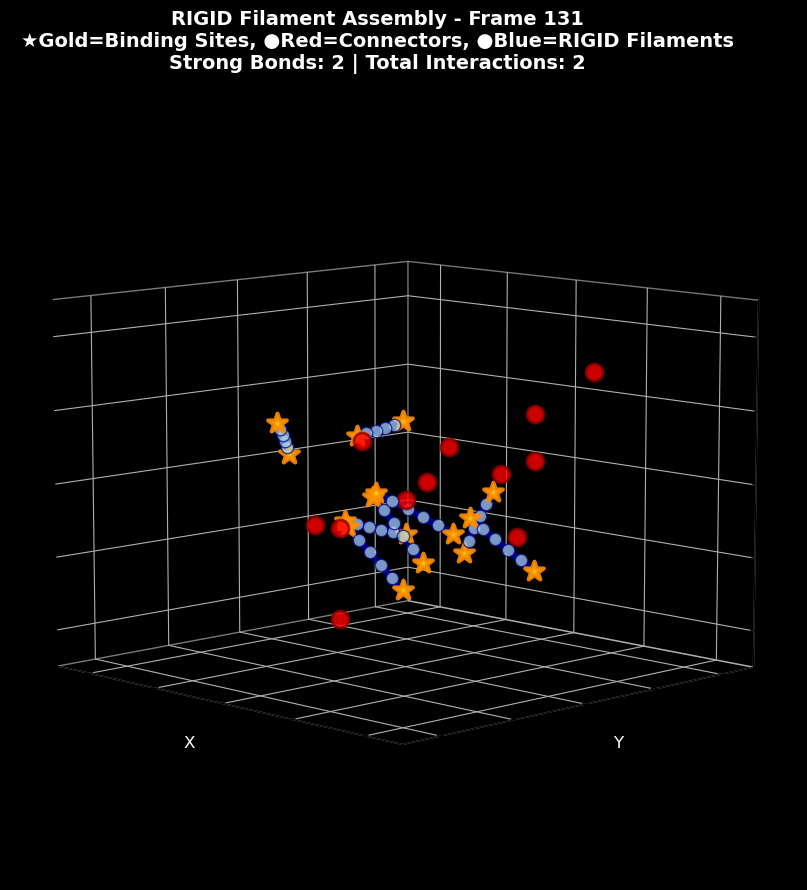 RIGID Filament Assembly - Frame 131
★Gold=Binding Sites, ●Red=Connectors, ●Blue=RIGID Filaments
Strong Bonds: 2 | Total Interactions: 2
X
Y